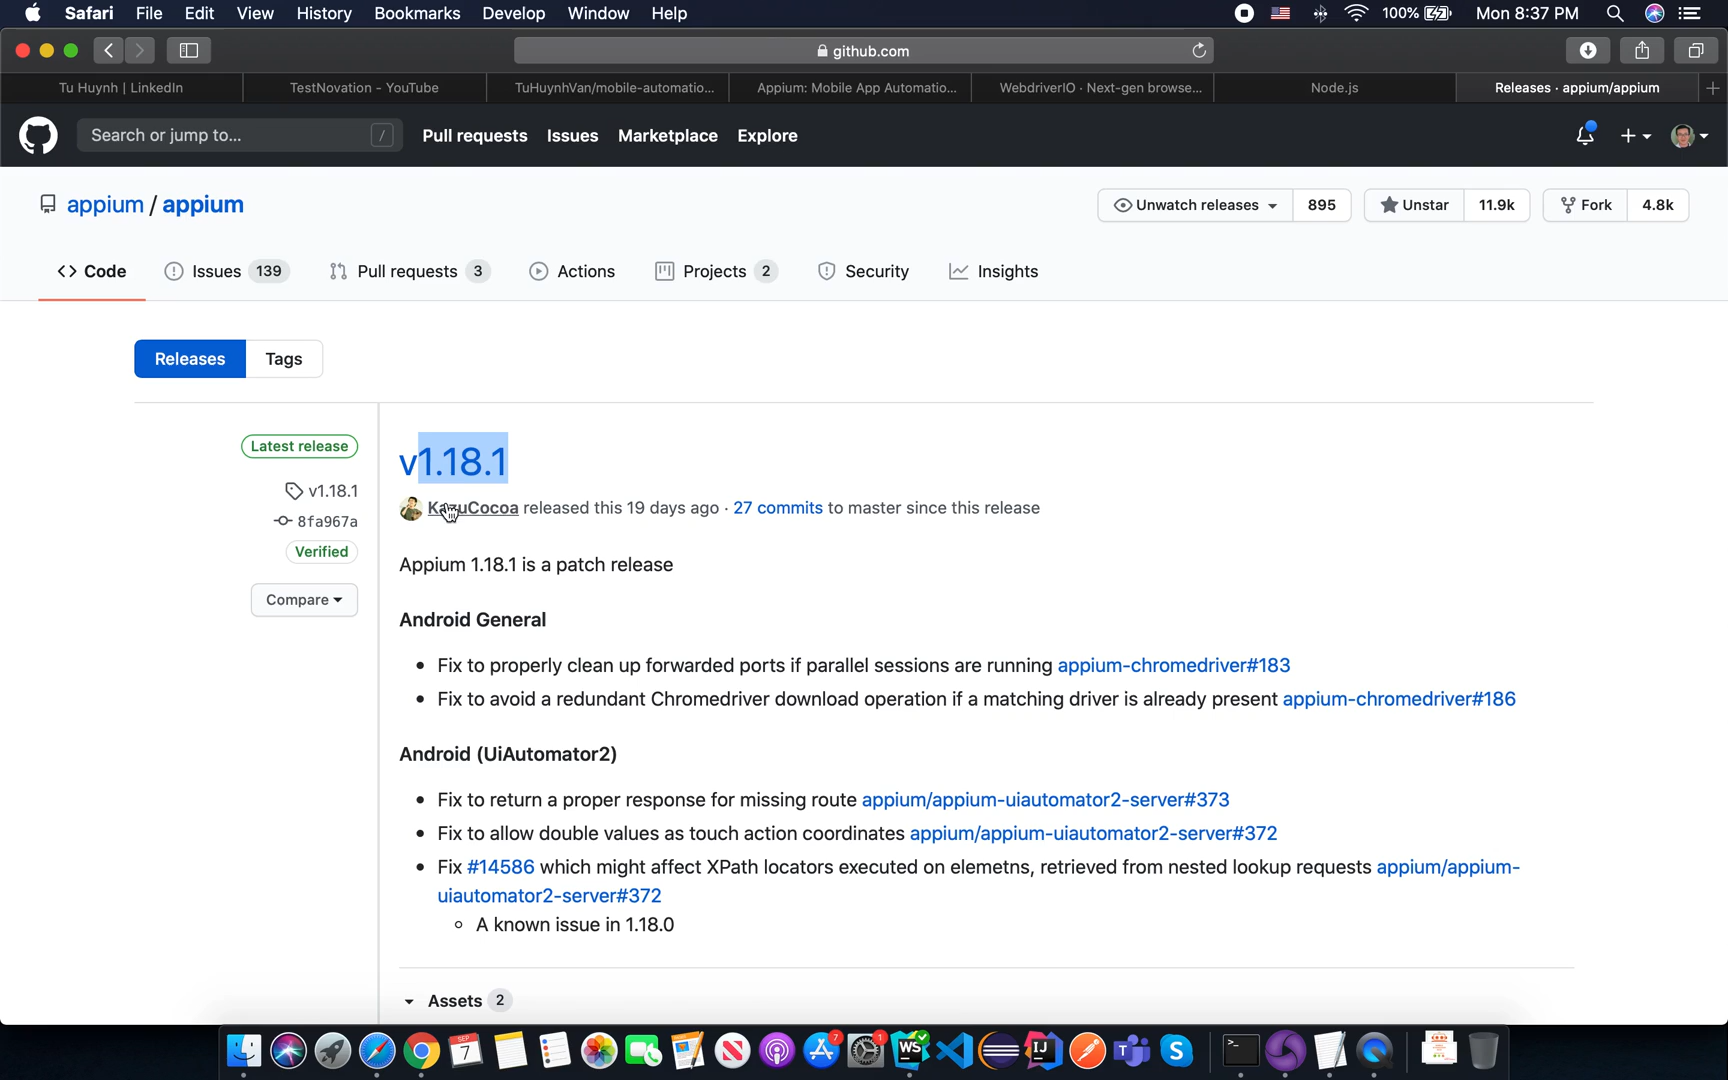 Safari File Edit View History Bookmarks Develop Window Help 100% Mon 8:37 PM
github.com
Tu Huynh | LinkedIn TestNovation - YouTube TuHuynhVan/mobile-automatio... Appium: Mobile App Automatio... WebdriverIO · Next-gen browse... Node.js Releases · appium/appium
Search or jump to... / Pull requests Issues Marketplace Explore
appium / appium Unwatch releases 895 Unstar 11.9k Fork 4.8k
Code Issues 139 Pull requests 3 Actions Projects 2 Security Insights
Releases Tags
Latest release
v1.18.1
8fa967a
Verified
Compare
v1.18.1
KazuCocoa released this 19 days ago · 27 commits to master since this release
Appium 1.18.1 is a patch release
Android General
Fix to properly clean up forwarded ports if parallel sessions are running appium-chromedriver#183
Fix to avoid a redundant Chromedriver download operation if a matching driver is already present appium-chromedriver#186
Android (UiAutomator2)
Fix to return a proper response for missing route appium/appium-uiautomator2-server#373
Fix to allow double values as touch action coordinates appium/appium-uiautomator2-server#372
Fix #14586 which might affect XPath locators executed on elemetns, retrieved from nested lookup requests appium/appium-
uiautomator2-server#372
A known issue in 1.18.0
Assets 2
SEP 7 7 1 WS IJ